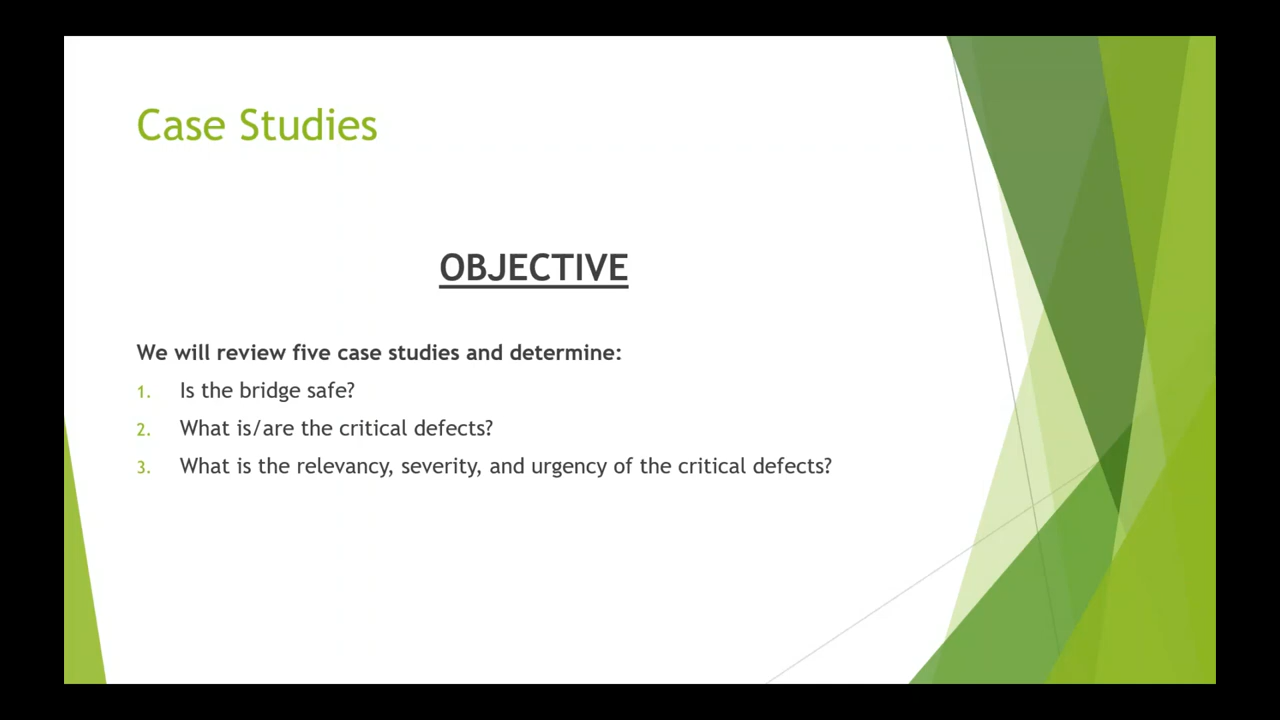 Case Studies
OBJECTIVE
We will review five case studies and determine:
1. Is the bridge safe?
2. What is/are the critical defects?
3. What is the relevancy, severity, and urgency of the critical defects?